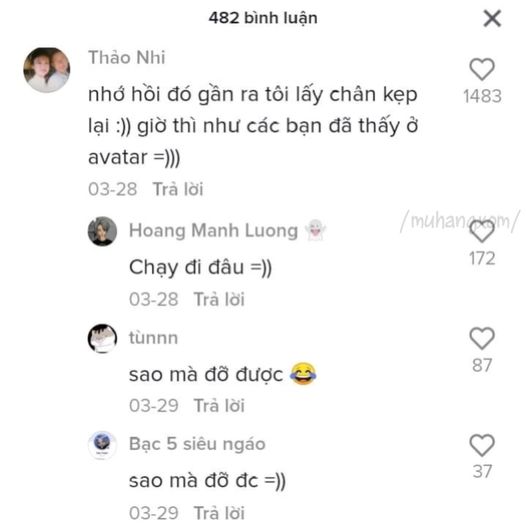 482 bình luận
Thảo Nhi
nhớ hồi đó gần ra tôi lấy chân kẹp
lại :)) giờ thì như các bạn đã thấy ở
avatar =)))
1483
03-28 Trả lời
Hoang Manh Luong 👻
Chạy đi đâu =))
172
03-28 Trả lời
tùnnn
sao mà đỡ được 😂
87
03-29 Trả lời
Bạc 5 siêu ngáo
sao mà đỡ đc =))
37
03-29 Trả lời